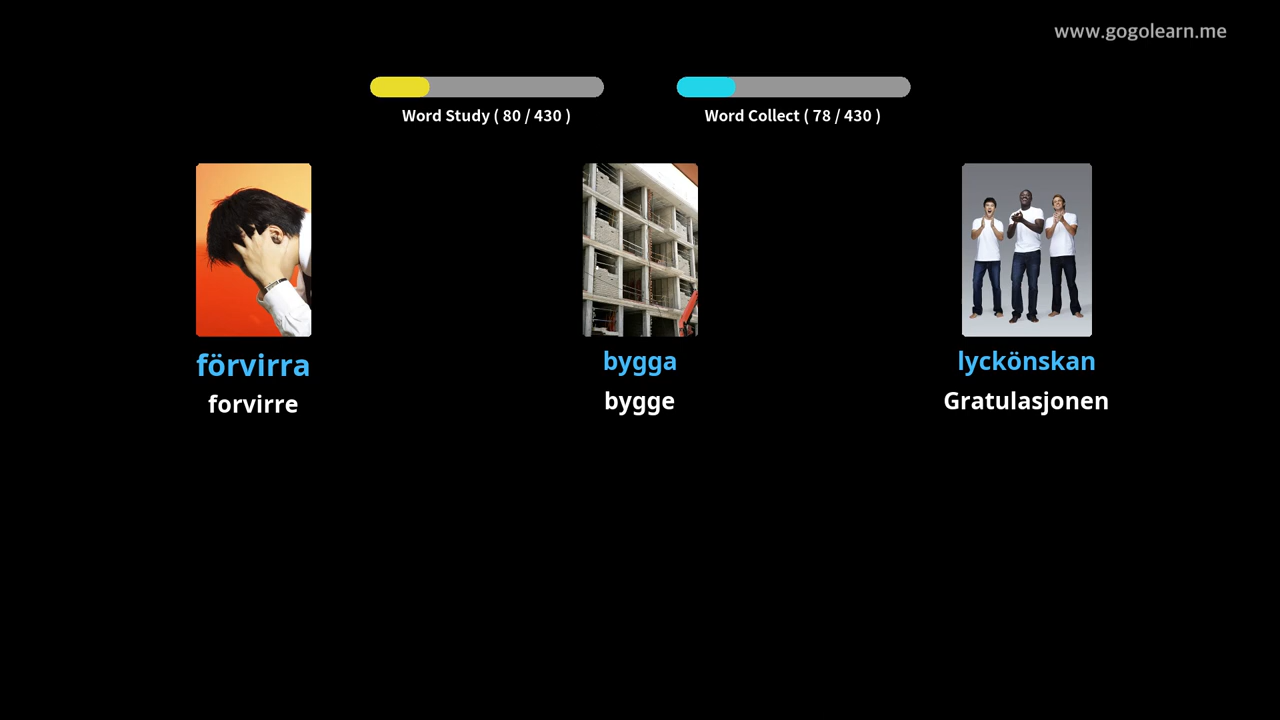 www.gogolearn.me
Word Study ( 80 / 430 )
Word Collect ( 78 / 430 )
förvirra
forvirre
bygga
bygge
lyckönskan
Gratulasjonen